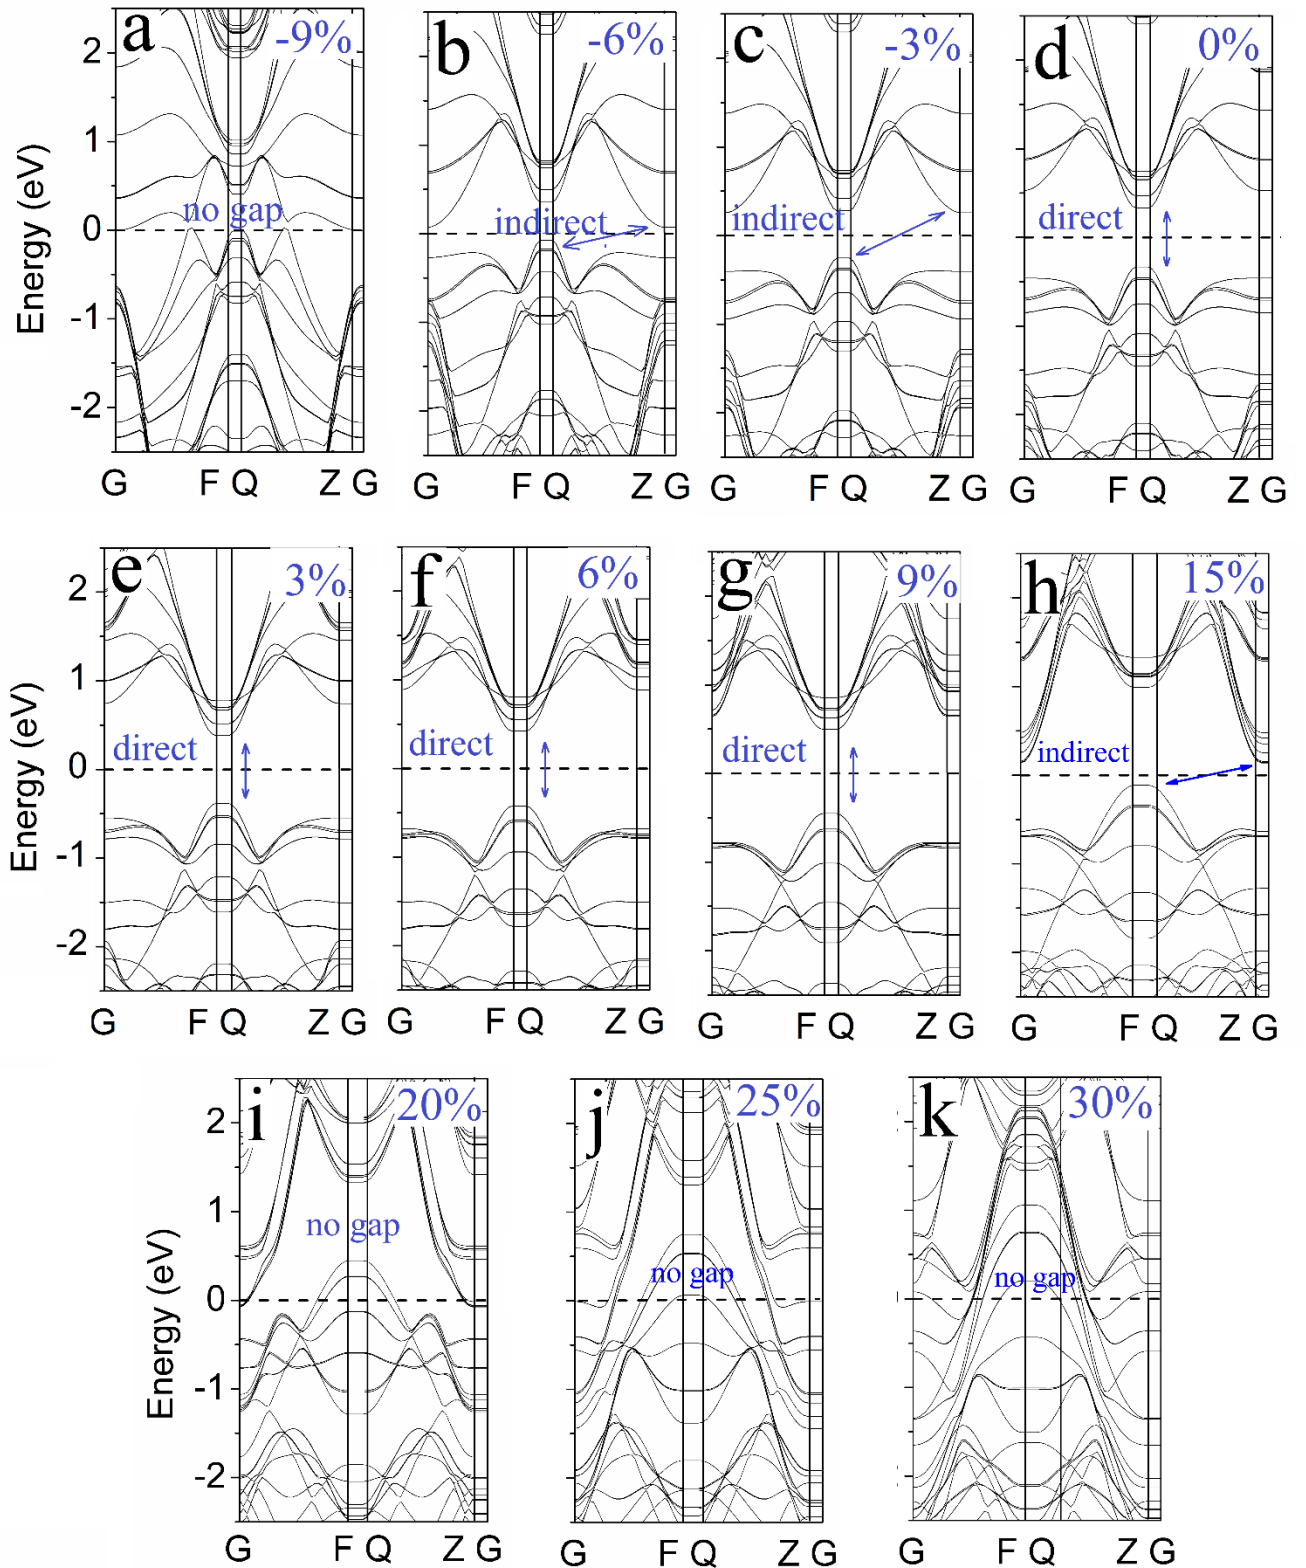 a -9%
b -6%
c -3%
d 0%
Energy (eV)
2
1
0
-1
-2
no gap
indirect
indirect
direct
G F Q Z G
G F Q Z G
G F Q Z G
G F Q Z G
e 3%
f 6%
g 9%
h 15%
Energy (eV)
2
1
0
-1
-2
direct
direct
direct
indirect
G F Q Z G
G F Q Z G
G F Q Z G
G F Q Z G
i 20%
j 25%
k 30%
Energy (eV)
2
1
0
-1
-2
no gap
no gap
no gap
G F Q Z G
G F Q Z G
G F Q Z G